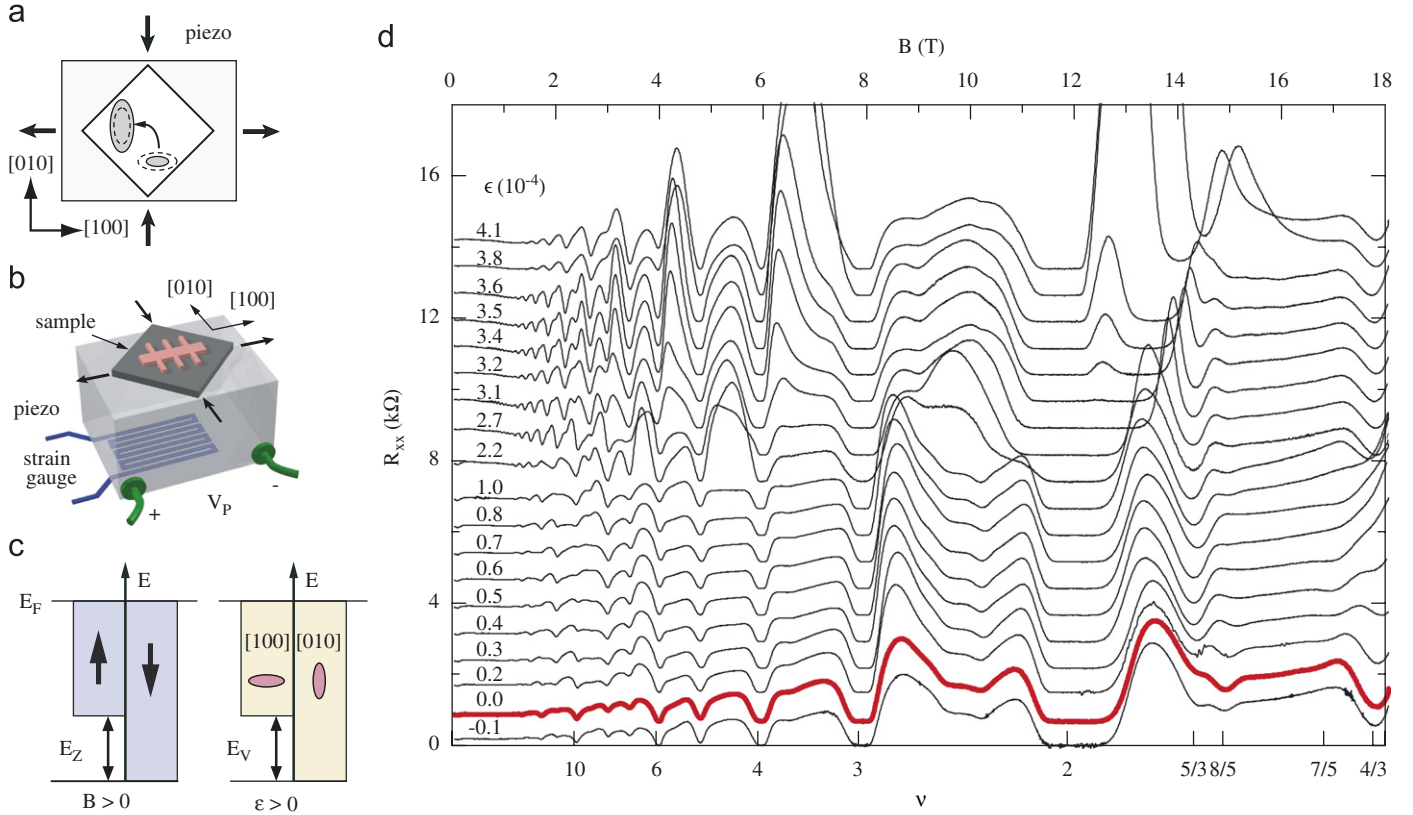 a
piezo
[010]
[100]
b
[010]
[100]
sample
piezo
strain
gauge
+
V_P
-
c
E
E_F
E_Z
B > 0
E
[100]
[010]
E_V
ε > 0
d
B (T)
0 2 4 6 8 10 12 14 16 18
R_xx (kΩ)
16
12
8
4
0
ϵ (10^-4)
4.1
3.8
3.6
3.5
3.4
3.2
3.1
2.7
2.2
1.0
0.8
0.7
0.6
0.5
0.4
0.3
0.2
0.0
-0.1
10 6 4 3 2 5/3 8/5 7/5 4/3
ν